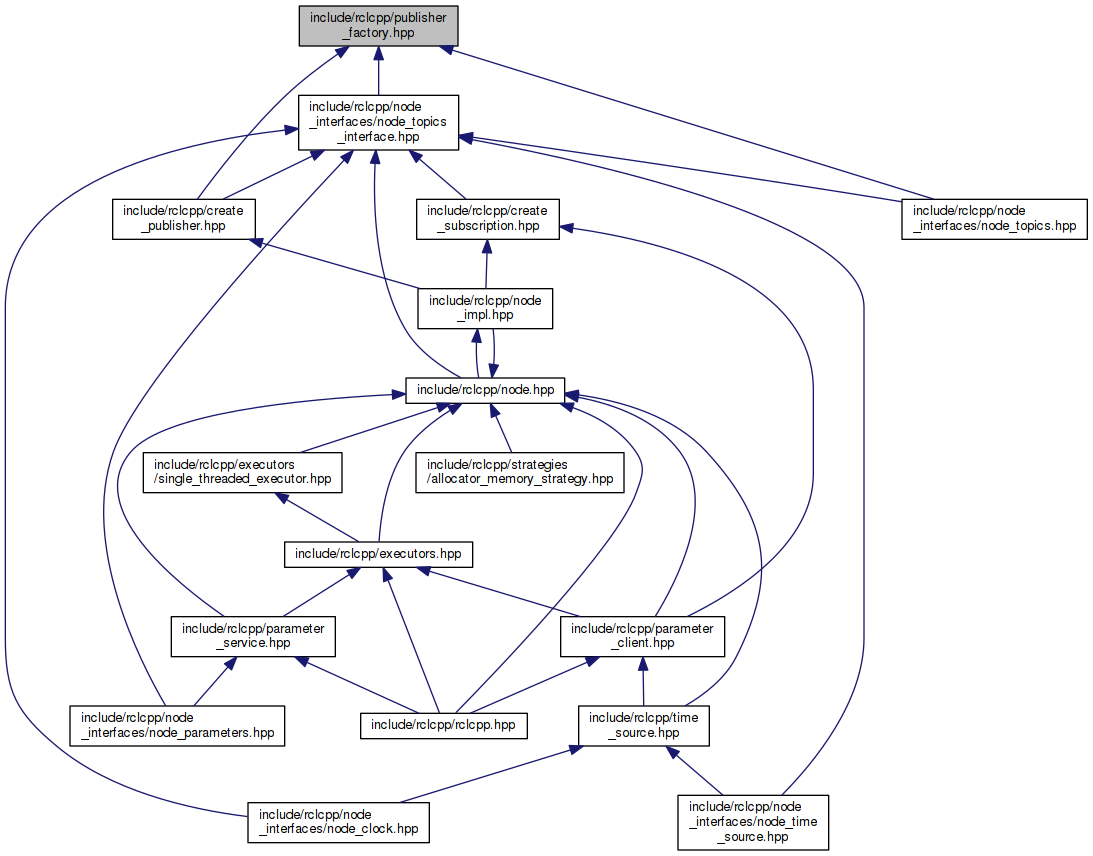 include/rclcpp/publisher
_factory.hpp
include/rclcpp/node
_interfaces/node_topics
_interface.hpp
include/rclcpp/create
_publisher.hpp
include/rclcpp/create
_subscription.hpp
include/rclcpp/node
_interfaces/node_topics.hpp
include/rclcpp/node
_impl.hpp
include/rclcpp/node.hpp
include/rclcpp/executors
/single_threaded_executor.hpp
include/rclcpp/strategies
/allocator_memory_strategy.hpp
include/rclcpp/executors.hpp
include/rclcpp/parameter
_service.hpp
include/rclcpp/parameter
_client.hpp
include/rclcpp/node
_interfaces/node_parameters.hpp
include/rclcpp/rclcpp.hpp
include/rclcpp/time
_source.hpp
include/rclcpp/node
_interfaces/node_clock.hpp
include/rclcpp/node
_interfaces/node_time
_source.hpp